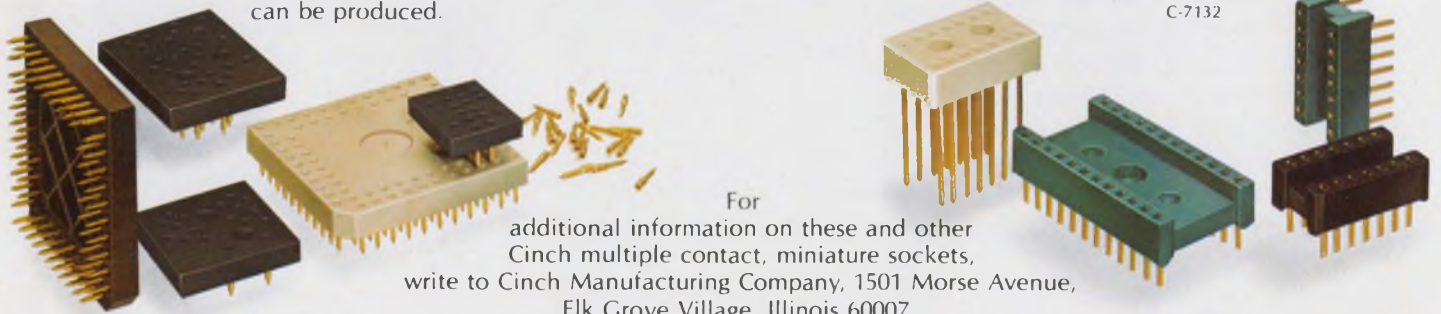 can be produced.
C-7132
For
additional information on these and other
Cinch multiple contact, miniature sockets,
write to Cinch Manufacturing Company, 1501 Morse Avenue,
Elk Grove Village, Illinois 60007